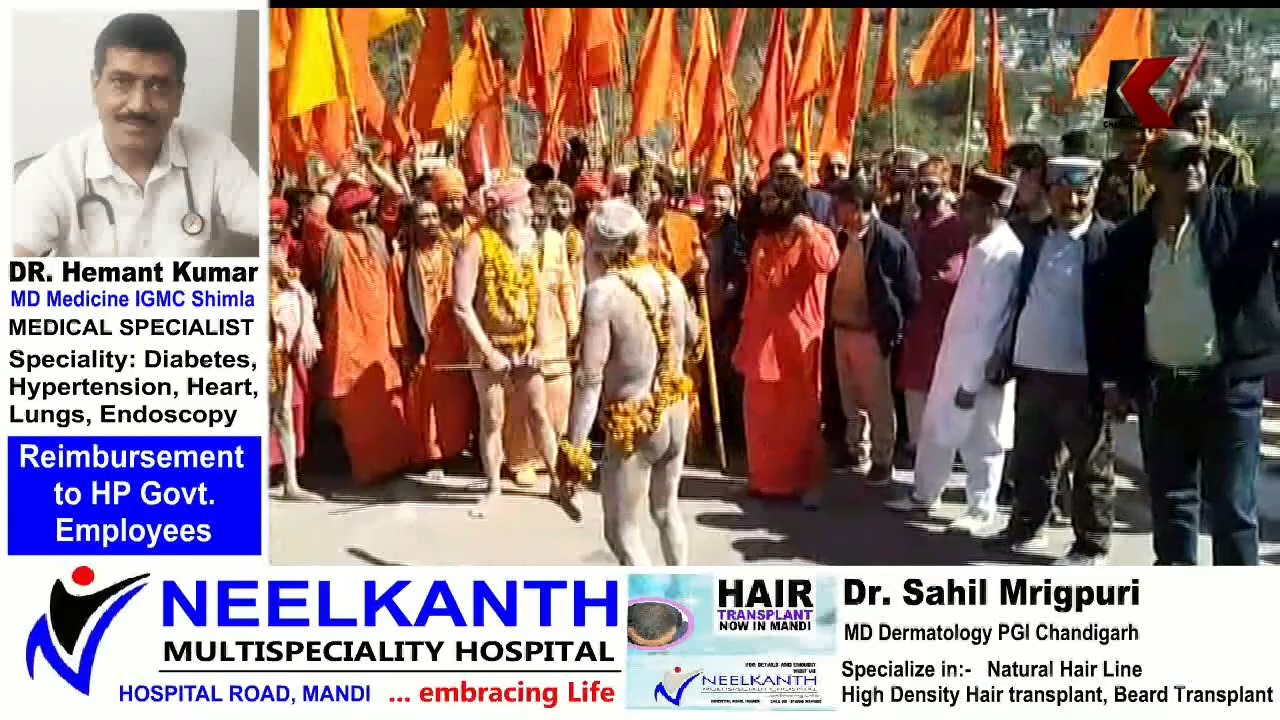 DR. Hemant Kumar
MD Medicine IGMC Shimla
MEDICAL SPECIALIST
Speciality: Diabetes,
Hypertension, Heart,
Lungs, Endoscopy
Reimbursement
to HP Govt.
Employees
NEELKANTH
MULTISPECIALITY HOSPITAL
HOSPITAL ROAD, MANDI ... embracing Life
HAIR
TRANSPLANT
NOW IN MANDI
NEELKANTH
MULTISPECIALITY HOSPITAL
Dr. Sahil Mrigpuri
MD Dermatology PGI Chandigarh
Specialize in:- Natural Hair Line
High Density Hair transplant, Beard Transplant